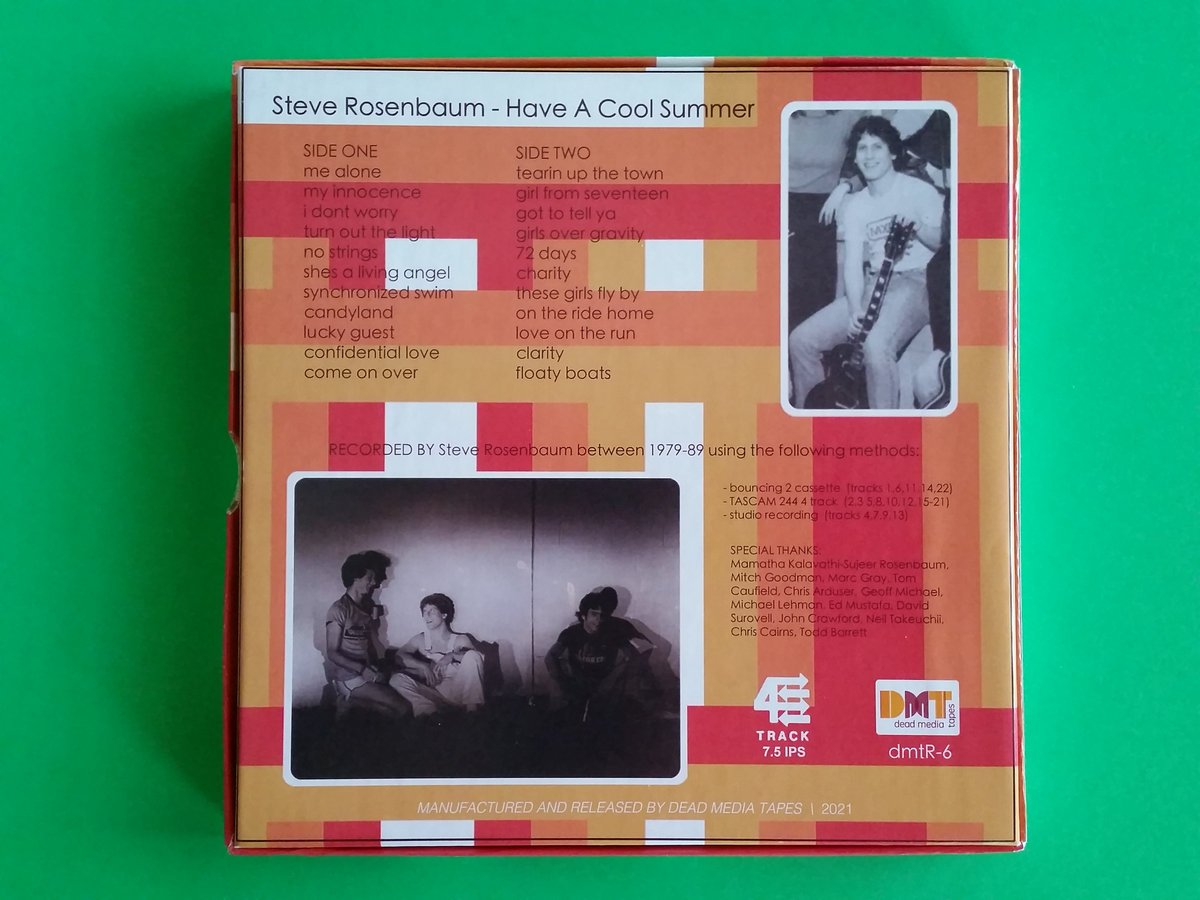 Steve Rosenbaum - Have A Cool Summer
SIDE ONE
me alone
my innocence
i dont worry
turn out the light
no strings
shes a living angel
synchronized swim
candyland
lucky guest
confidential love
come on over
SIDE TWO
tearin up the town
girl from seventeen
got to tell ya
girls over gravity
72 days
charity
these girls fly by
on the ride home
love on the run
clarity
floaty boats
RECORDED BY Steve Rosenbaum between 1979-89 using the following methods:
- bouncing 2 cassette (tracks 1,6,11,14,22)
- TASCAM 244 4 track (2,3 5,8,10,12,15-21)
- studio recording (tracks 4,7,9,13)
SPECIAL THANKS:
Mamatha Kalavathi-Sujeer Rosenbaum,
Mitch Goodman, Marc Gray, Tom
Caufield, Chris Arduser, Geoff Michael,
Michael Lehman, Ed Mustafa, David
Surovell, John Crawford, Neil Takeuchii,
Chris Cairns, Todd Barrett
4
TRACK
7.5 IPS
DMT
dead media
tapes
dmtR-6
MANUFACTURED AND RELEASED BY DEAD MEDIA TAPES \ 2021